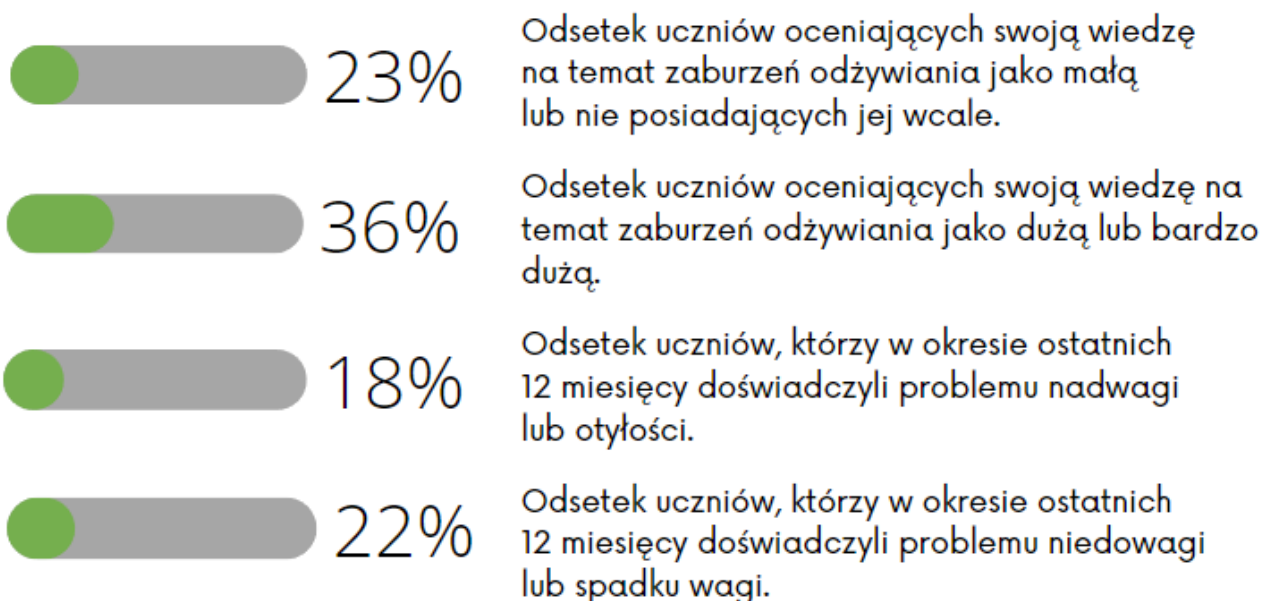 23%
Odsetek uczniów oceniających swoją wiedzę
na temat zaburzeń odżywiania jako małą
lub nie posiadających jej wcale.
36%
Odsetek uczniów oceniających swoją wiedzę na
temat zaburzeń odżywiania jako dużą lub bardzo
dużą.
18%
Odsetek uczniów, którzy w okresie ostatnich
12 miesięcy doświadczyli problemu nadwagi
lub otyłości.
22%
Odsetek uczniów, którzy w okresie ostatnich
12 miesięcy doświadczyli problemu niedowagi
lub spadku wagi.